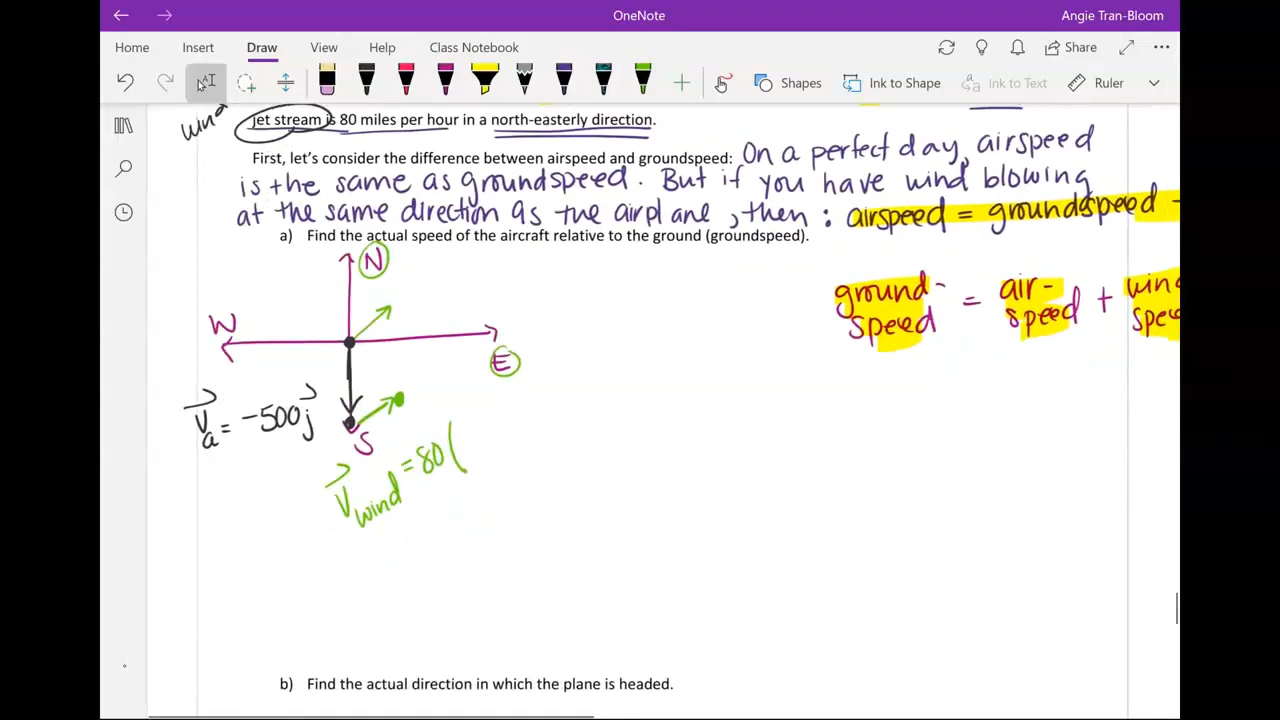 OneNote
Angie Tran-Bloom
Home Insert Draw View Help Class Notebook
Share
Shapes Ink to Shape Ink to Text Ruler
wind
jet stream is 80 miles per hour in a north-easterly direction.
First, let's consider the difference between airspeed and groundspeed: On a perfect day, airspeed
is the same as groundspeed. But if you have wind blowing
at the same direction as the airplane, then: airspeed = groundspeed -
a) Find the actual speed of the aircraft relative to the ground (groundspeed).
N
ground- = air- + wind
speed speed spee
W
E
v⃗a = -500j⃗
S
v⃗wind = 80(
b) Find the actual direction in which the plane is headed.